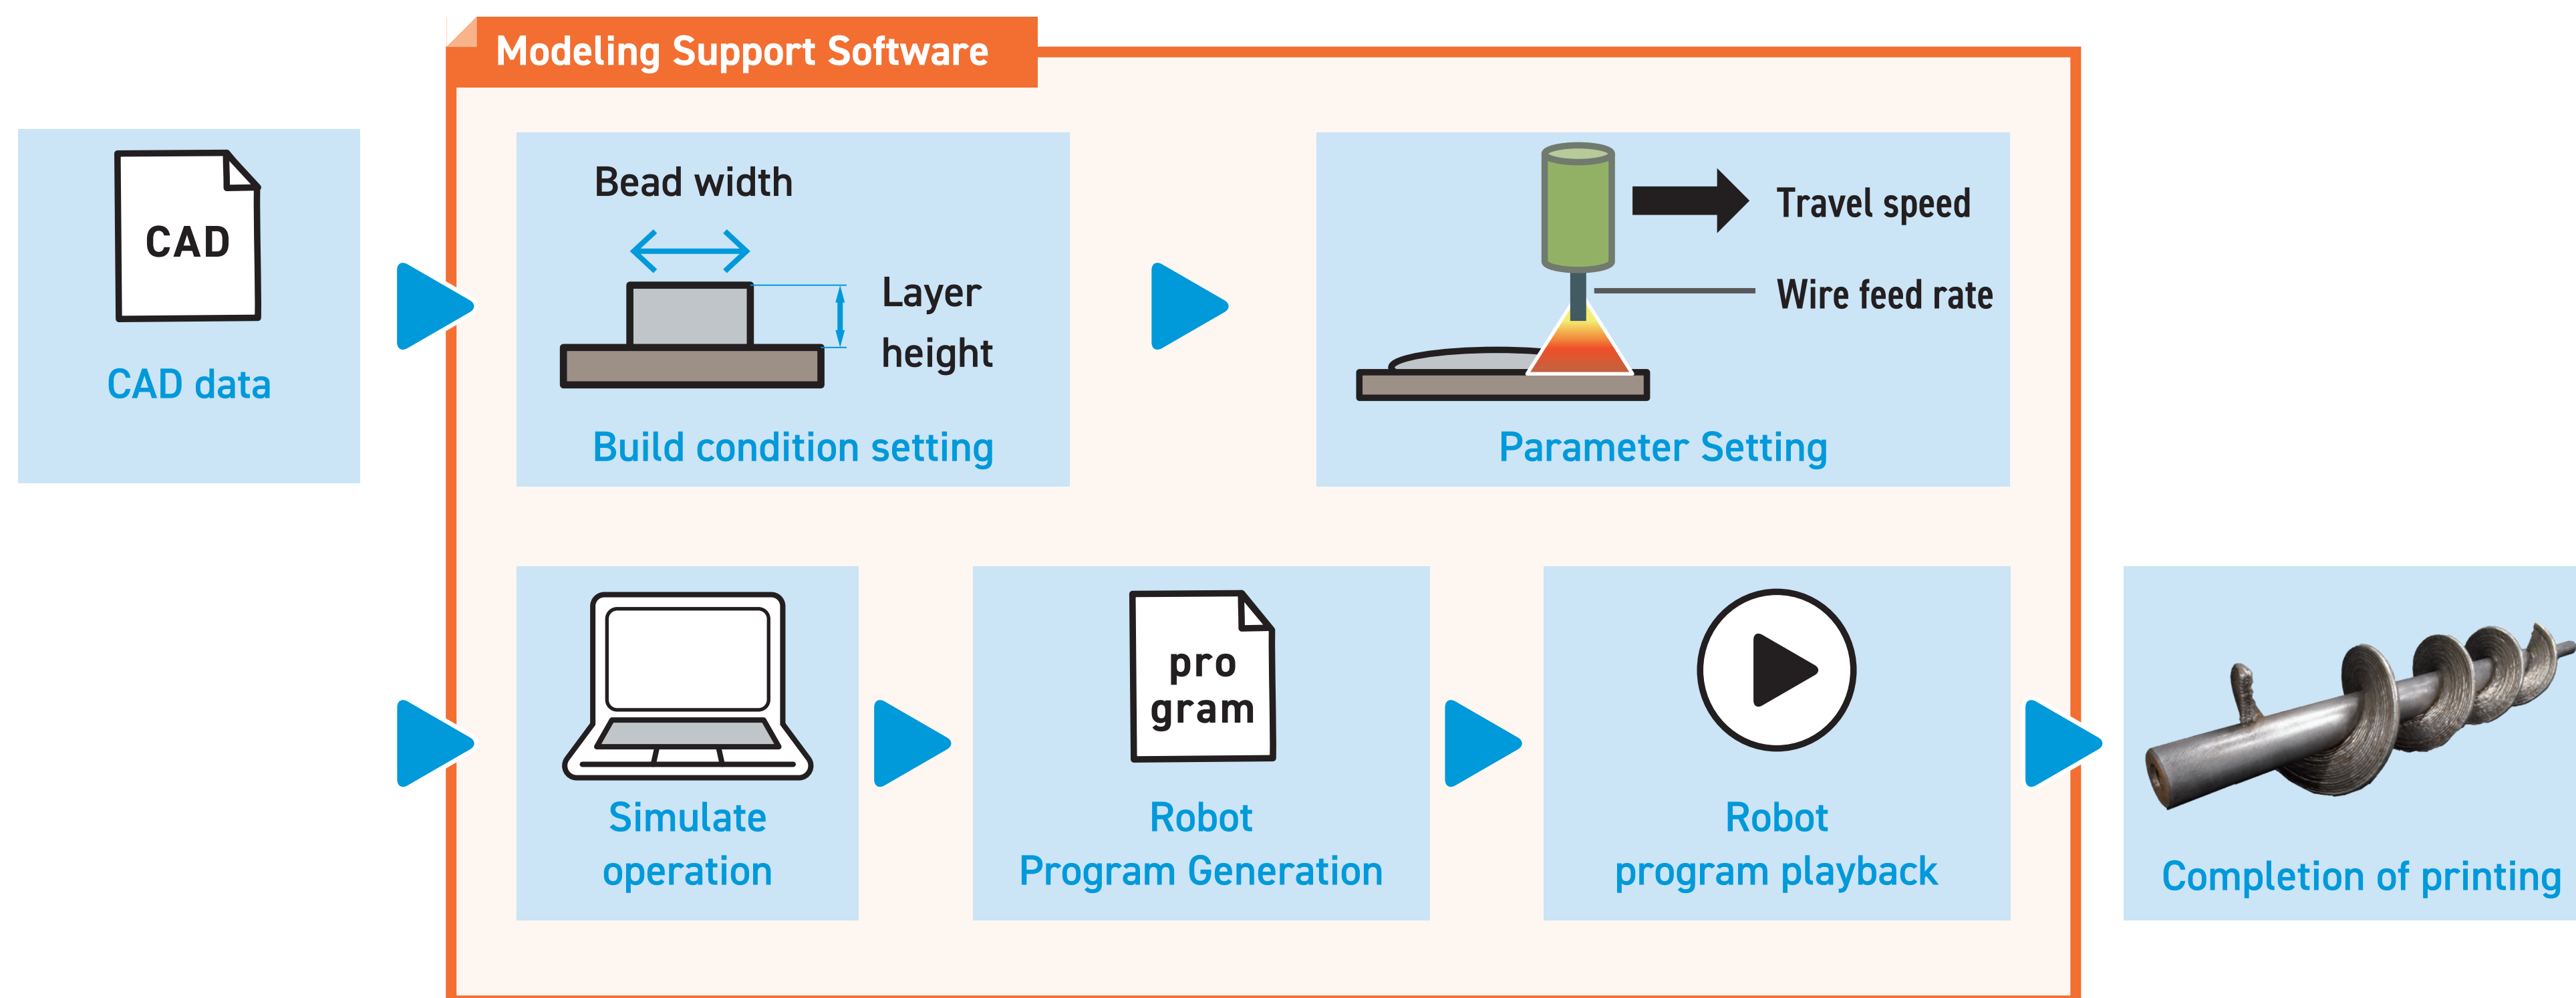 Modeling Support Software
CAD
CAD data
Bead width
Layer
height
Build condition setting
Travel speed
Wire feed rate
Parameter Setting
Simulate
operation
pro
gram
Robot
Program Generation
Robot
program playback
Completion of printing